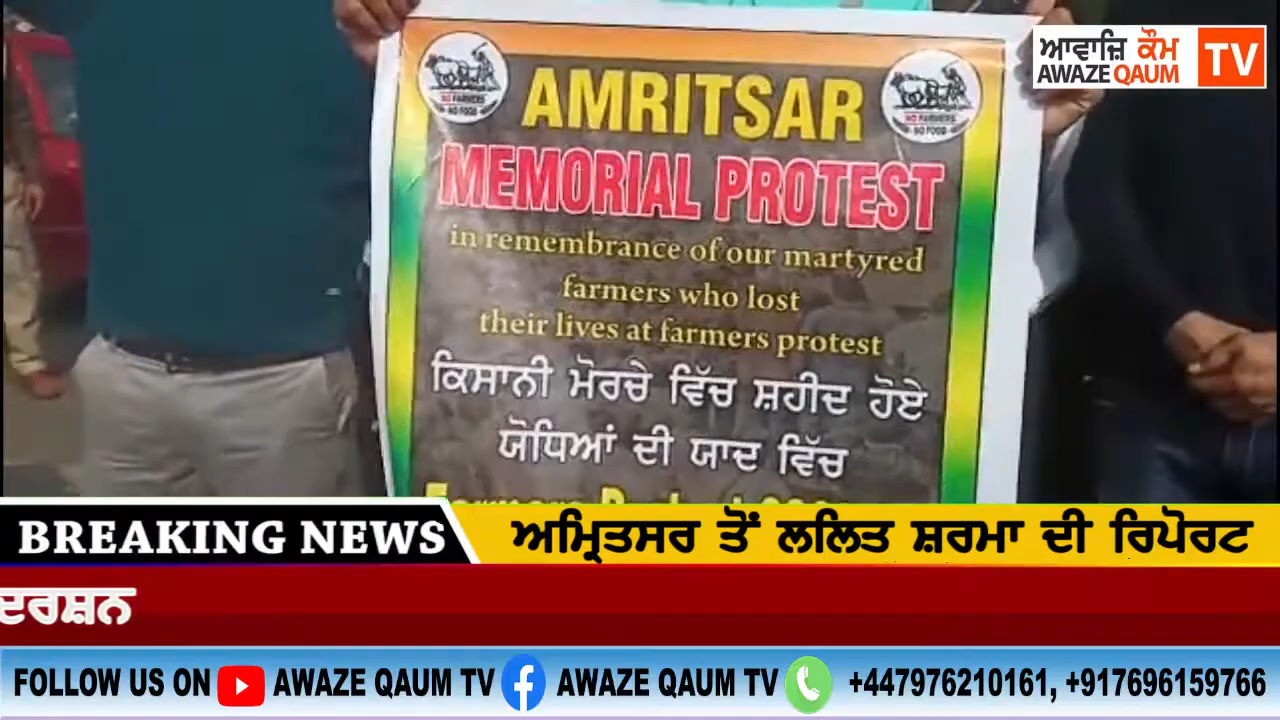 ਆਵਾਜ਼ਿ ਕੌਮ
AWAZE QAUM TV
NO FARMERS
NO FOOD
AMRITSAR
NO FARMERS
NO FOOD
MEMORIAL PROTEST
in remembrance of our martyred
farmers who lost
their lives at farmers protest
ਕਿਸਾਨੀ ਮੋਰਚੇ ਵਿੱਚ ਸ਼ਹੀਦ ਹੋਏ
ਯੋਧਿਆਂ ਦੀ ਯਾਦ ਵਿੱਚ
BREAKING NEWS
ਅਮ੍ਰਿਤਸਰ ਤੋਂ ਲਲਿਤ ਸ਼ਰਮਾ ਦੀ ਰਿਪੋਰਟ
ਦਰਸ਼ਨ
FOLLOW US ON AWAZE QAUM TV AWAZE QAUM TV +447976210161, +917696159766